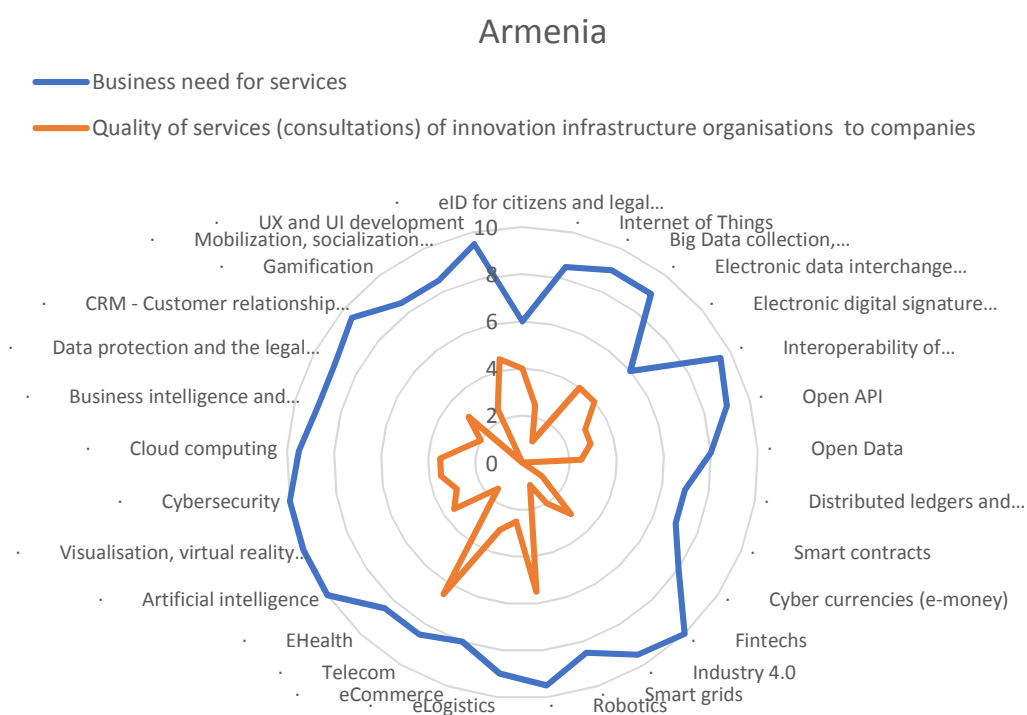 Armenia
Business need for services
Quality of services (consultations) of innovation infrastructure organisations to companies
· eID for citizens and legal...
· Internet of Things
· Big Data collection,...
· Electronic data interchange...
· Electronic digital signature...
· Interoperability of...
· Open API
· Open Data
· Distributed ledgers and...
· Smart contracts
· Cyber currencies (e-money)
· Fintechs
· Industry 4.0
· Smart grids
· Robotics
· eLogistics
· eCommerce
· Telecom
· EHealth
· Artificial intelligence
· Visualisation, virtual reality...
· Cybersecurity
· Cloud computing
· Business intelligence and...
· Data protection and the legal...
· CRM - Customer relationship...
· Gamification
· Mobilization, socialization...
· UX and UI development
10
8
6
4
2
0